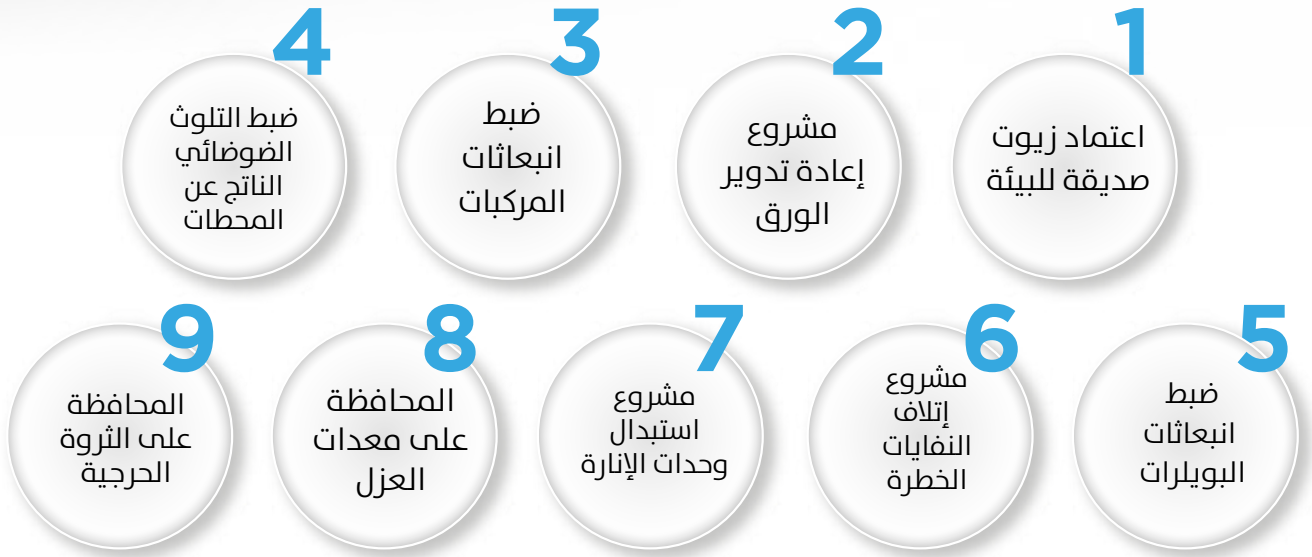 1
اعتماد زيوت
صديقة للبيئة
2
مشروع
إعادة تدوير
الورق
3
ضبط
انبعاثات
المركبات
4
ضبط التلوث
الضوضائي
الناتج عن
المحطات
5
ضبط
انبعاثات
البويلرات
6
مشروع
إتلاف
النفايات
الخطرة
7
مشروع
استبدال
وحدات الإنارة
8
المحافظة
على معدات
العزل
9
المحافظة
على الثروة
الحرجية